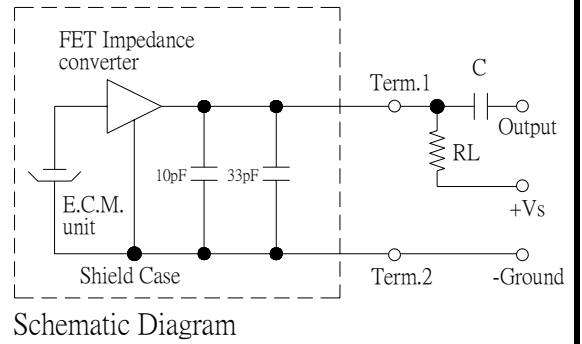 FET Impedance
converter
Term.1
C
Output
RL
10pF
33pF
+Vs
E.C.M.
unit
Shield Case
Term.2
-Ground
Schematic Diagram